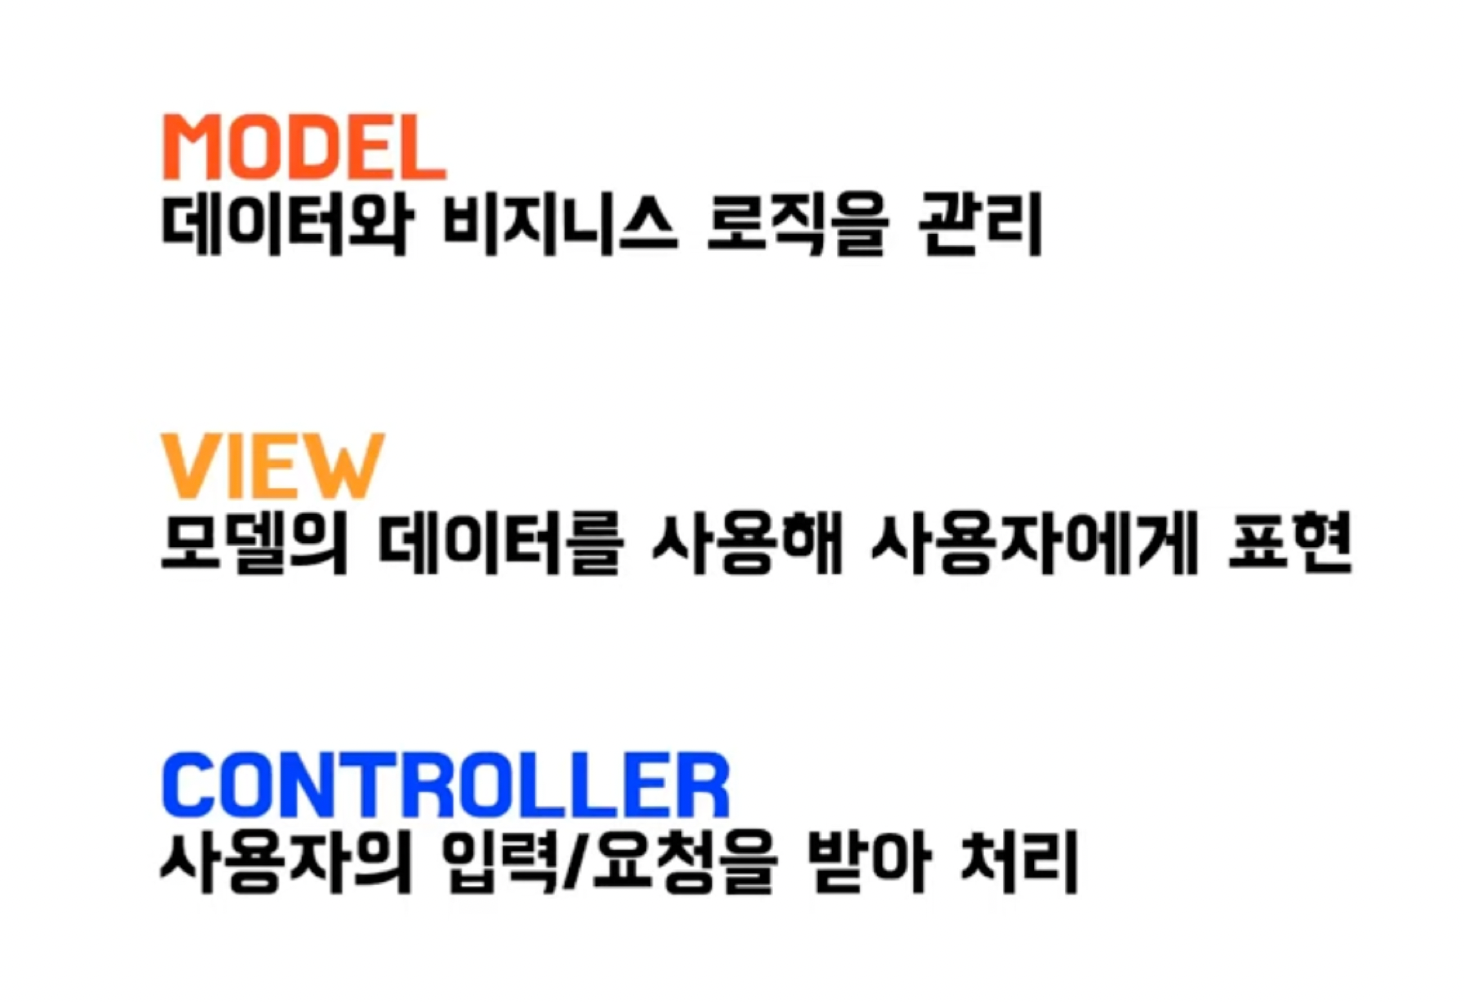 MODEL
데이터와 비지니스 로직을 관리
VIEW
모델의 데이터를 사용해 사용자에게 표현
CONTROLLER
사용자의 입력/요청을 받아 처리